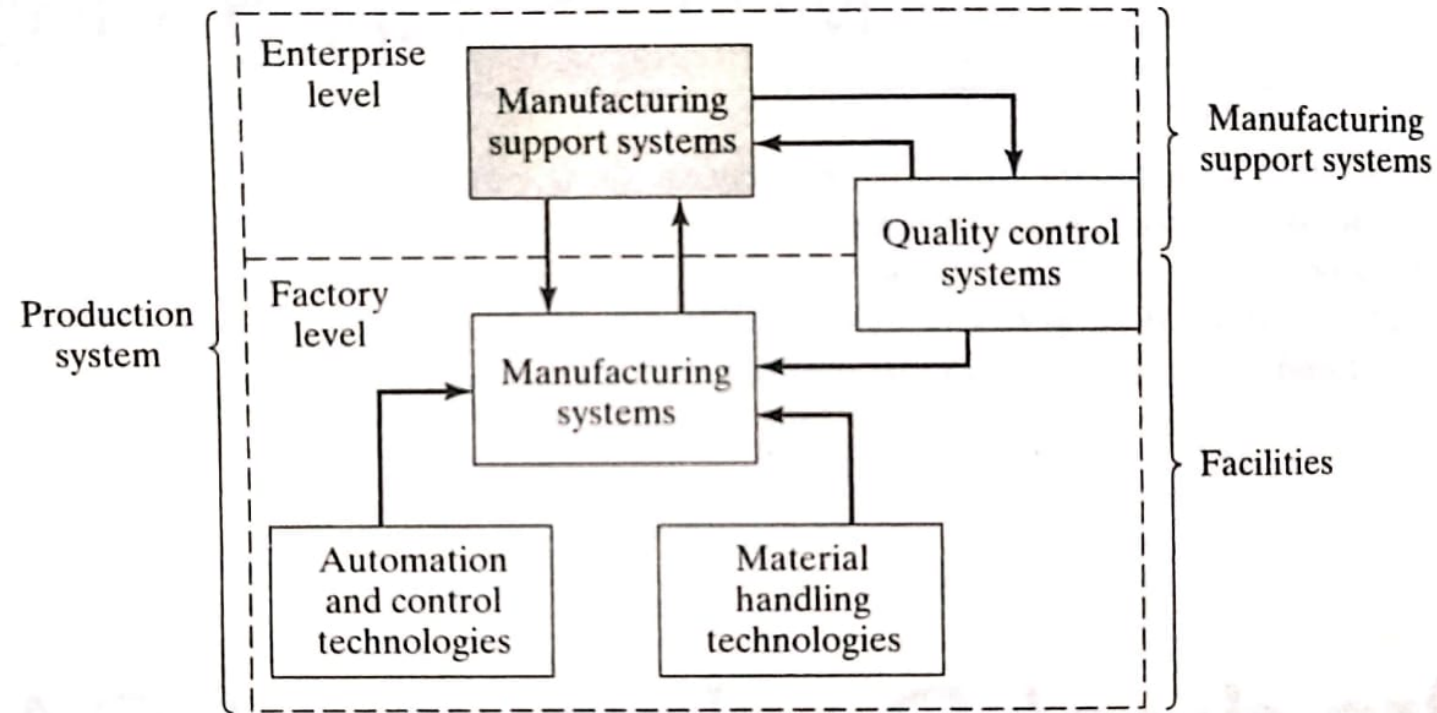 Enterprise
level
Manufacturing
support systems
Manufacturing
support systems
Quality control
systems
Factory
level
Production
system
Manufacturing
systems
Facilities
Automation
and control
technologies
Material
handling
technologies